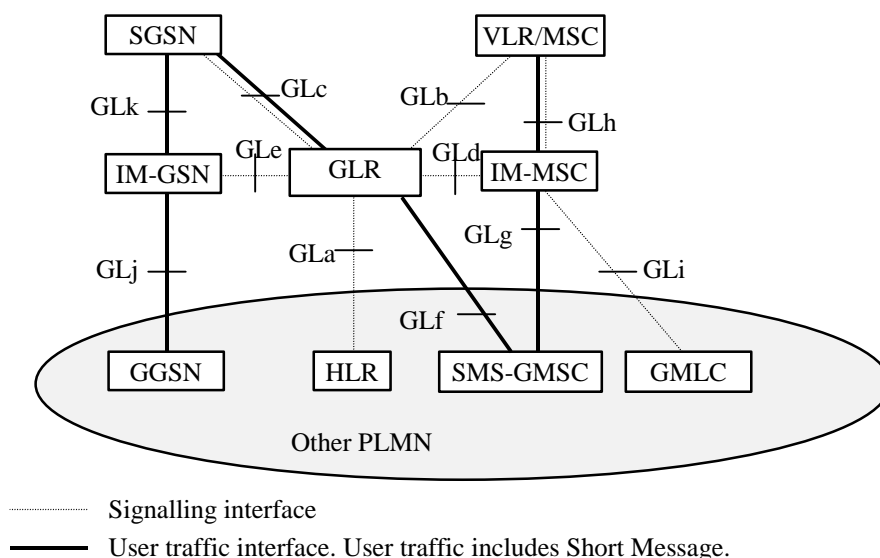 SGSN
VLR/MSC
GLc
GLb
GLk
GLh
GLe
GLd
IM-GSN
GLR
IM-MSC
GLa
GLg
GLj
GLi
GLf
GGSN
HLR
SMS-GMSC
GMLC
Other PLMN
Signalling interface
User traffic interface. User traffic includes Short Message.